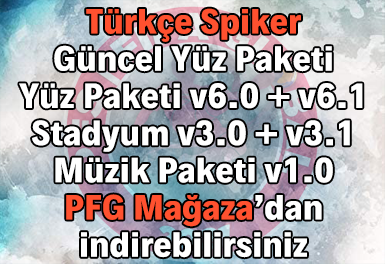 Türkçe Spiker
Güncel Yüz Paketi
Yüz Paketi v6.0 + v6.1
Stadyum v3.0 + v3.1
Müzik Paketi v1.0
PFG Mağaza'dan
indirebilirsiniz